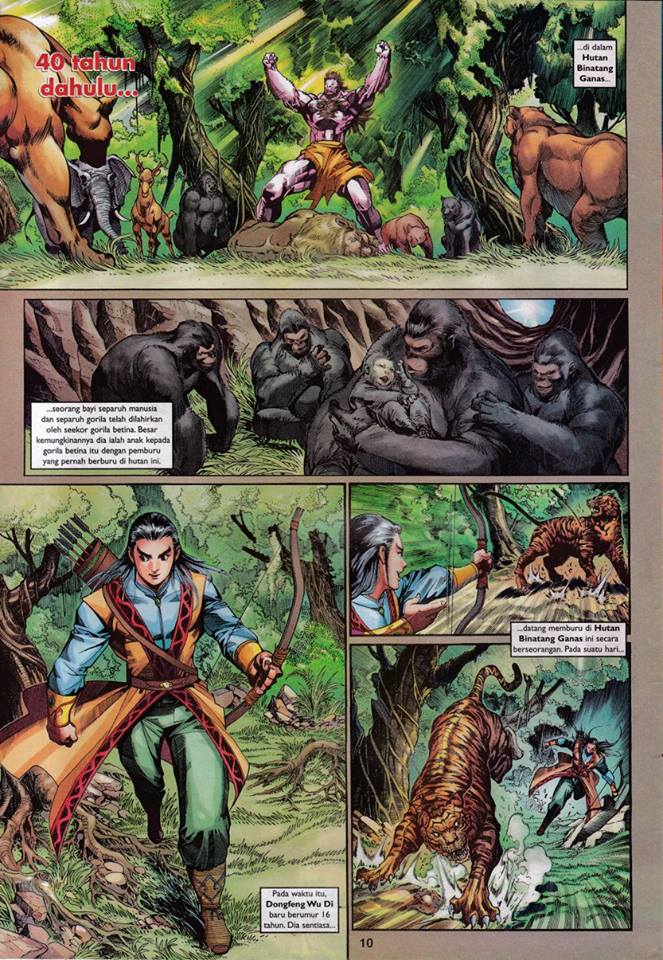 40 tahun
dahulu...
...di dalam
Hutan
Binatang
Ganas...
...seorang bayi separuh manusia
dan separuh gorila telah dilahirkan
oleh seekor gorila betina. Besar
kemungkinannya dia ialah anak kepada
gorila betina itu dengan pemburu
yang pernah berburu di hutan ini.
Pada waktu itu,
Dongfeng Wu Di
baru berumur 16
tahun. Dia sentiasa...
...datang memburu di Hutan
Binatang Ganas ini secara
berseorangan. Pada suatu hari...
10